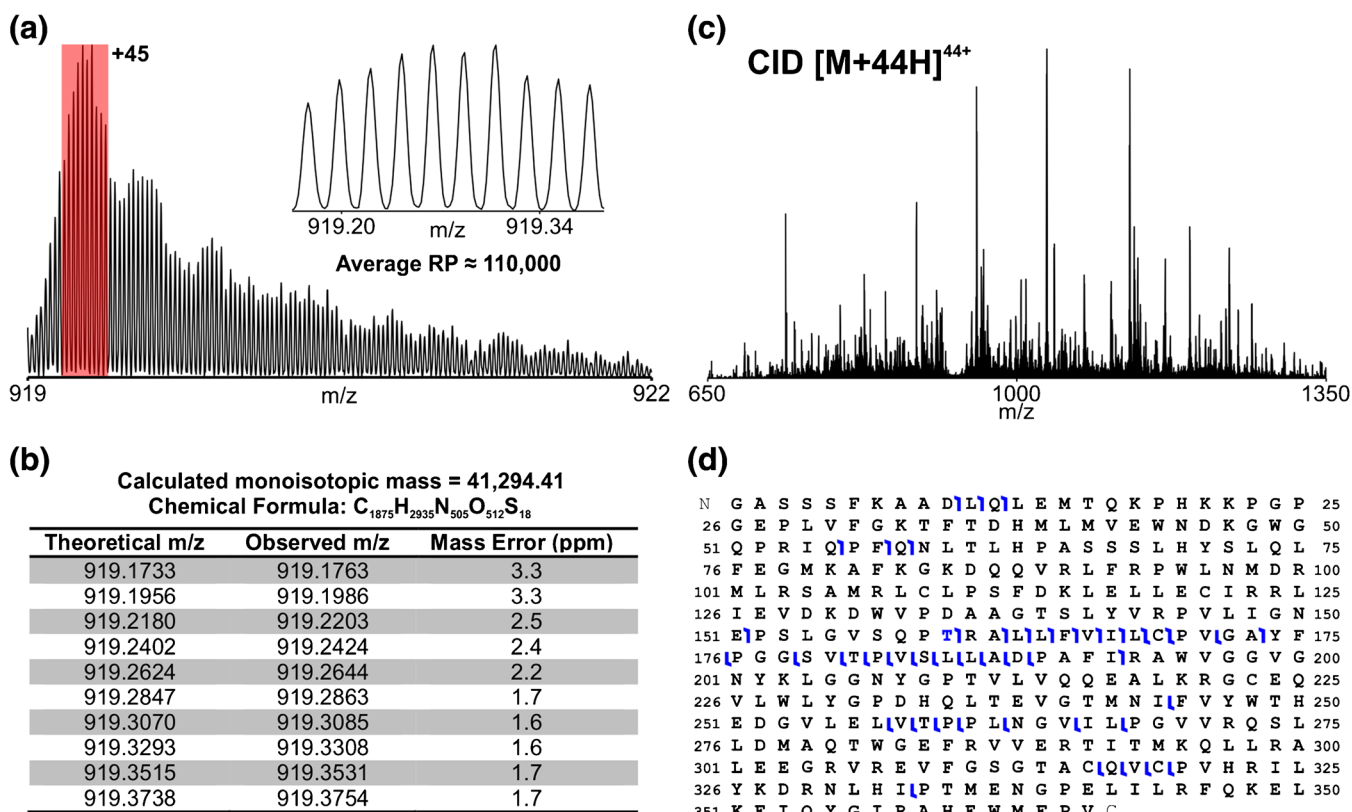 (a)
+45
919.20 m/z 919.34
Average RP ≈ 110,000
919 m/z 922
(b)
Calculated monoisotopic mass = 41,294.41
Chemical Formula: C₁₈₇₅H₂₉₃₅N₅₀₅O₅₁₂S₁₈
Theoretical m/z Observed m/z Mass Error (ppm)
919.1733 919.1763 3.3
919.1956 919.1986 3.3
919.2180 919.2203 2.5
919.2402 919.2424 2.4
919.2624 919.2644 2.2
919.2847 919.2863 1.7
919.3070 919.3085 1.6
919.3293 919.3308 1.6
919.3515 919.3531 1.7
919.3738 919.3754 1.7
(c)
CID [M+44H]⁴⁴⁺
650 1000 1350
m/z
(d)
N G A S S S F K A A D L Q L E M T Q K P H K K P G P 25
26 G E P L V F G K T F T D H M L M V E W N D K G W G 50
51 Q P R I Q P F Q N L T L H P A S S S L H Y S L Q L 75
76 F E G M K A F K G K D Q Q V R L F R P W L N M D R 100
101 M L R S A M R L C L P S F D K L E L L E C I R R L 125
126 I E V D K D W V P D A A G T S L Y V R P V L I G N 150
151 E P S L G V S Q P T R A L L F V I L C P V G A Y F 175
176 P G G S V T P V S L L A D P A F I R A W V G G V G 200
201 N Y K L G G N Y G P T V L V Q Q E A L K R G C E Q 225
226 V L W L Y G P D H Q L T E V G T M N I F V Y W T H 250
251 E D G V L E L V T P P L N G V I L P G V V R Q S L 275
276 L D M A Q T W G E F R V V E R T I T M K Q L L R A 300
301 L E E G R V R E V F G S G T A C Q V C P V H R I L 325
326 Y K D R N L H I P T M E N G P E L I L R F Q K E L 350